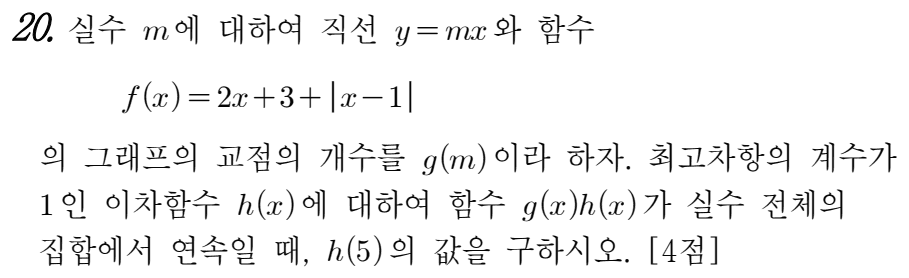 20. 실수 m에 대하여 직선 y=mx와 함수
f(x)=2x+3+|x-1|
의 그래프의 교점의 개수를 g(m)이라 하자. 최고차항의 계수가
1인 이차함수 h(x)에 대하여 함수 g(x)h(x)가 실수 전체의
집합에서 연속일 때, h(5)의 값을 구하시오. [4점]